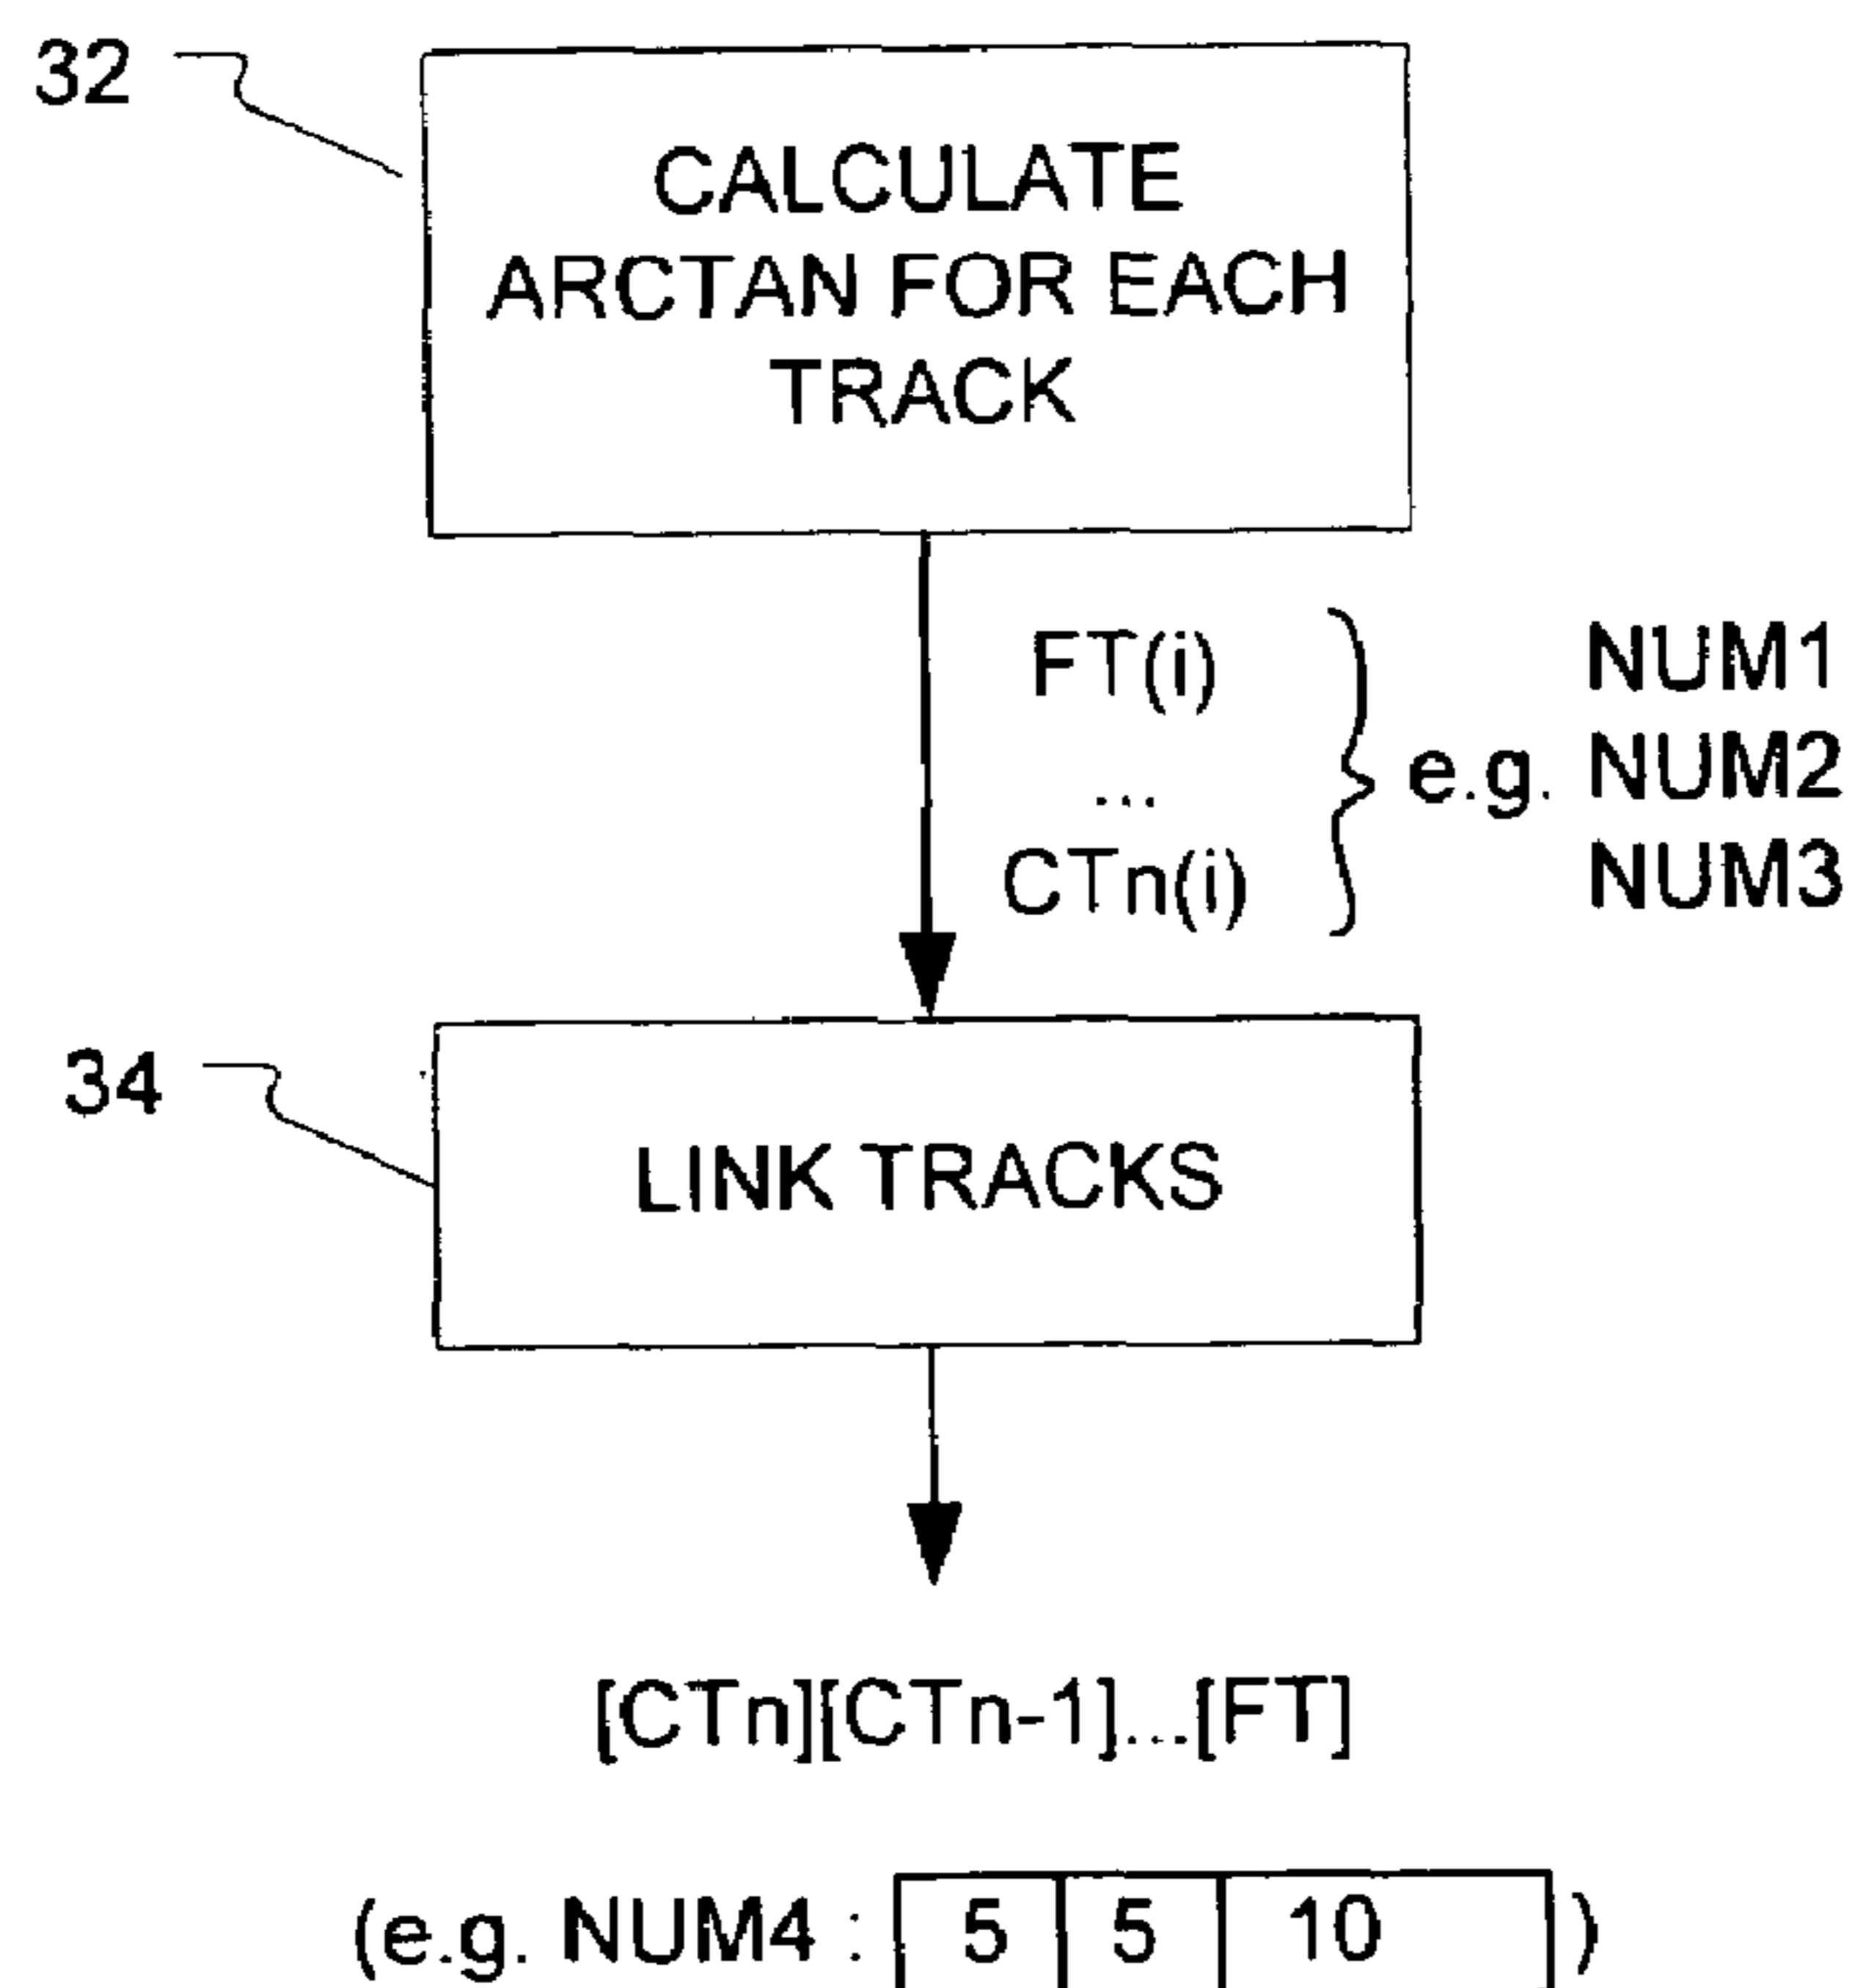 32
CALCULATE
ARCTAN FOR EACH
TRACK
FT(i)
...
CTn(i)
e.g.
NUM1
NUM2
NUM3
34
LINK TRACKS
[CTn][CTn-1]...[FT]
(e.g. NUM4 : 5 5 10 )